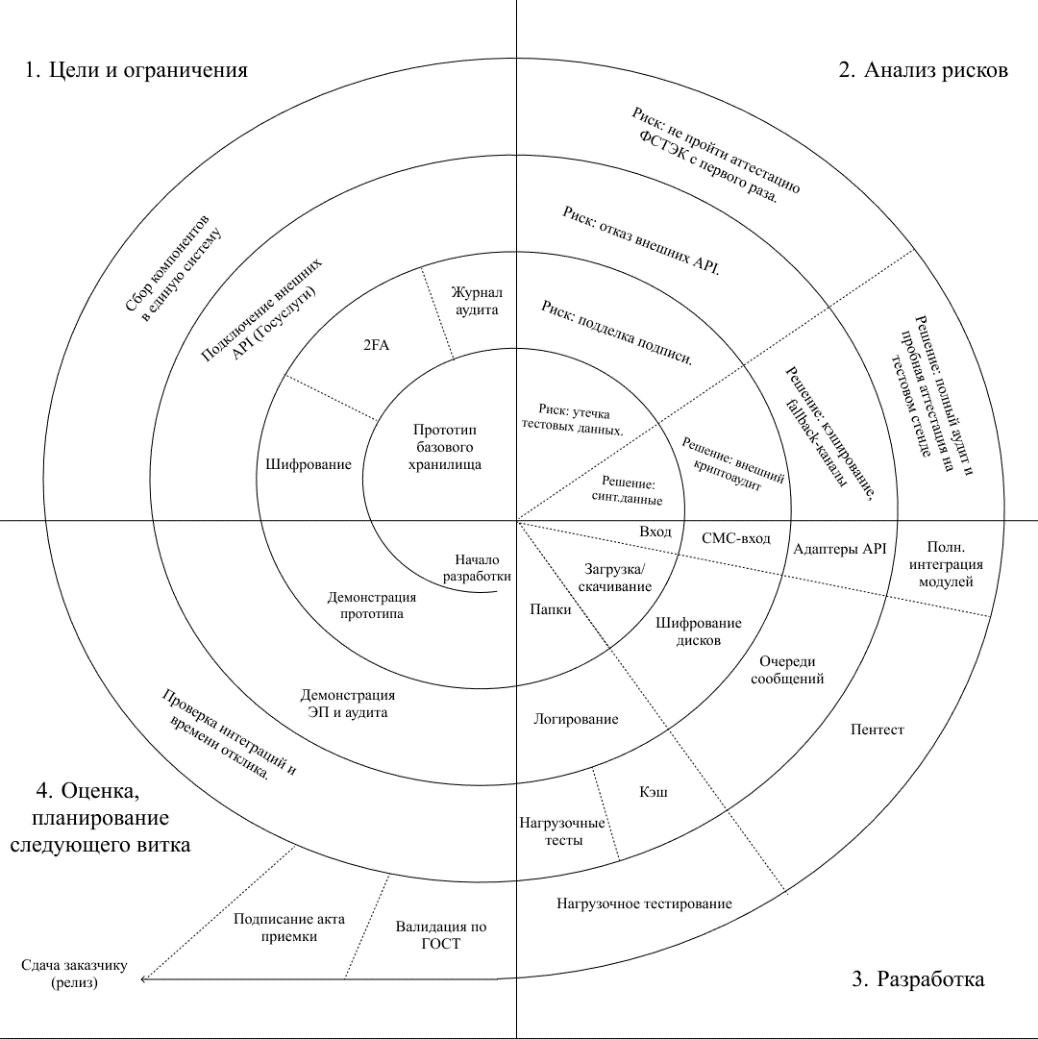 1. Цели и ограничения
2. Анализ рисков
Риск: не пройти аттестацию
ФСТЭК с первого раза.
Риск: отказ внешних API.
Сбор компонентов
в единую систему
Подключение внешних
API (Госуслуги)
Журнал
аудита
2FA
Риск: подделка подписи.
Шифрование
Прототип
базового
хранилища
Риск: утечка
тестовых данных.
Решение:
синт.данные
Решение: внешний
криптоаудит
Решение: кэширование,
fallback-каналы
Решение: полный аудит и
пробная аттестация на
тестовом стенде
Вход
СМС-вход
Адаптеры API
Полн.
интеграция
модулей
Начало
разработки
Загрузка/
скачивание
Папки
Демонстрация
прототипа
Шифрование
дисков
Очереди
сообщений
Демонстрация
ЭП и аудита
Логирование
Пентест
Проверка интеграций и
времени отклика.
Кэш
Нагрузочные
тесты
4. Оценка,
планирование
следующего витка
Нагрузочное тестирование
Подписание акта
приемки
Валидация по
ГОСТ
Сдача заказчику
(релиз)
3. Разработка